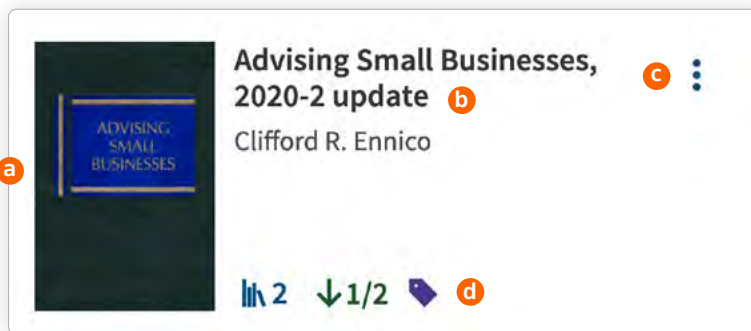 Advising Small Businesses,
2020-2 update
Clifford R. Ennico
ADVISING
SMALL
BUSINESSES
a
b
c
2
1/2
d